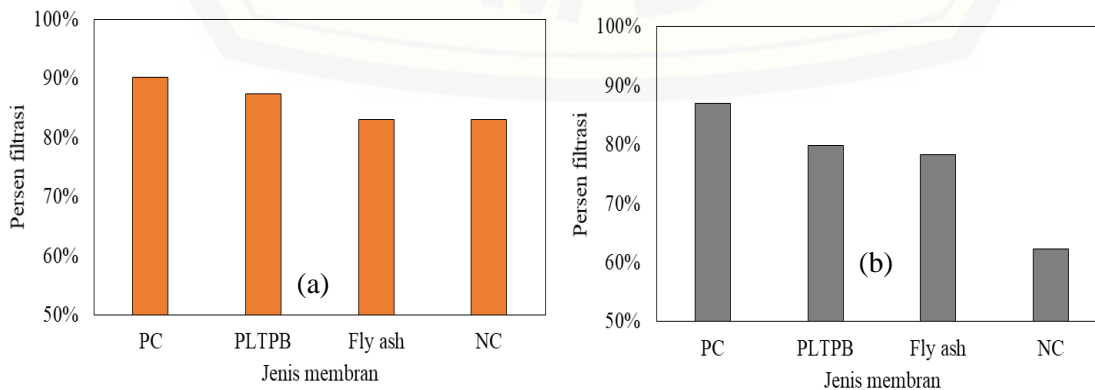 100%
90%
80%
70%
60%
50%
Persen filtrasi
(a)
PC PLTPB Fly ash NC
Jenis membran
100%
90%
80%
70%
60%
50%
Persen filtrasi
(b)
PC PLTPB Fly ash NC
Jenis membran